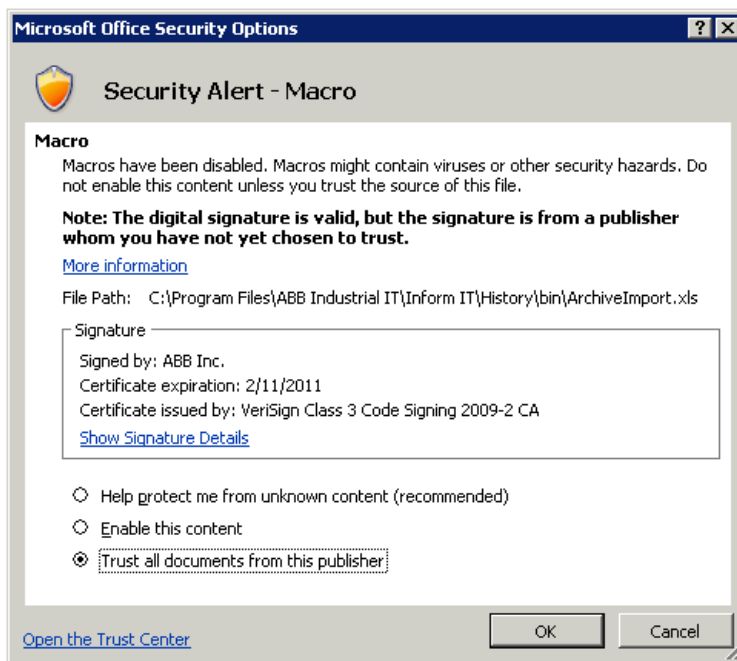 Microsoft Office Security Options
Security Alert - Macro
Macro
Macros have been disabled. Macros might contain viruses or other security hazards. Do
not enable this content unless you trust the source of this file.
Note: The digital signature is valid, but the signature is from a publisher
whom you have not yet chosen to trust.
More information
File Path: C:\Program Files\ABB Industrial IT\Inform IT\History\bin\ArchiveImport.xls
Signature
Signed by: ABB Inc.
Certificate expiration: 2/11/2011
Certificate issued by: VeriSign Class 3 Code Signing 2009-2 CA
Show Signature Details
Help protect me from unknown content (recommended)
Enable this content
Trust all documents from this publisher
Open the Trust Center
OK
Cancel